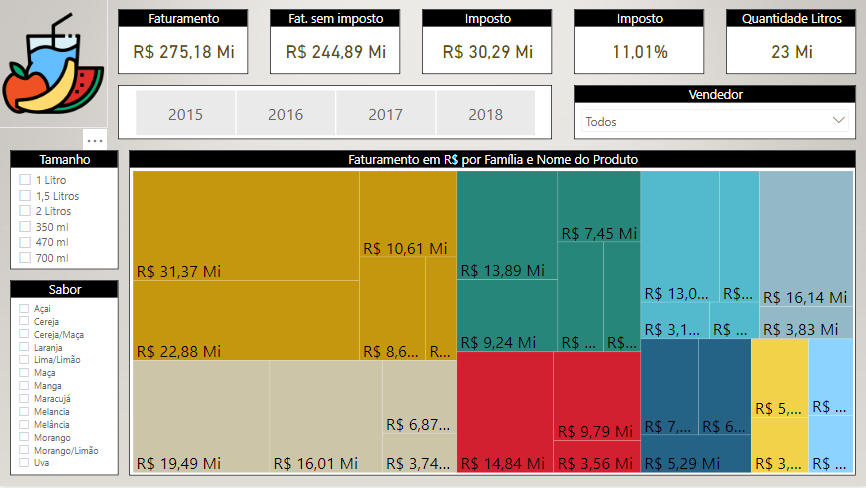 Faturamento
R$ 275,18 Mi
Fat. sem imposto
R$ 244,89 Mi
Imposto
R$ 30,29 Mi
Imposto
11,01%
Quantidade Litros
23 Mi
2015
2016
2017
2018
Vendedor
Todos
...
Tamanho
1 Litro
1,5 Litros
2 Litros
350 ml
470 ml
700 ml
Sabor
Açai
Cereja
Cereja/Maça
Laranja
Lima/Limão
Maça
Manga
Maracujá
Melancia
Melância
Morango
Morango/Limão
Uva
Faturamento em R$ por Família e Nome do Produto
R$ 31,37 Mi
R$ 22,88 Mi
R$ 10,61 Mi
R$ 8,6...
R...
R$ 19,49 Mi
R$ 16,01 Mi
R$ 6,87...
R$ 3,74...
R$ 13,89 Mi
R$ 9,24 Mi
R$ 7,45 Mi
R$ ...
R$...
R$ 14,84 Mi
R$ 9,79 Mi
R$ 3,56 Mi
R$ 13,0...
R$...
R$ 3,1...
R$ ...
R$ 16,14 Mi
R$ 3,83 Mi
R$ 7,...
R$ 6...
R$ 5,29 Mi
R$ 5,...
R$ 3,...
R$ ...
R$ ...